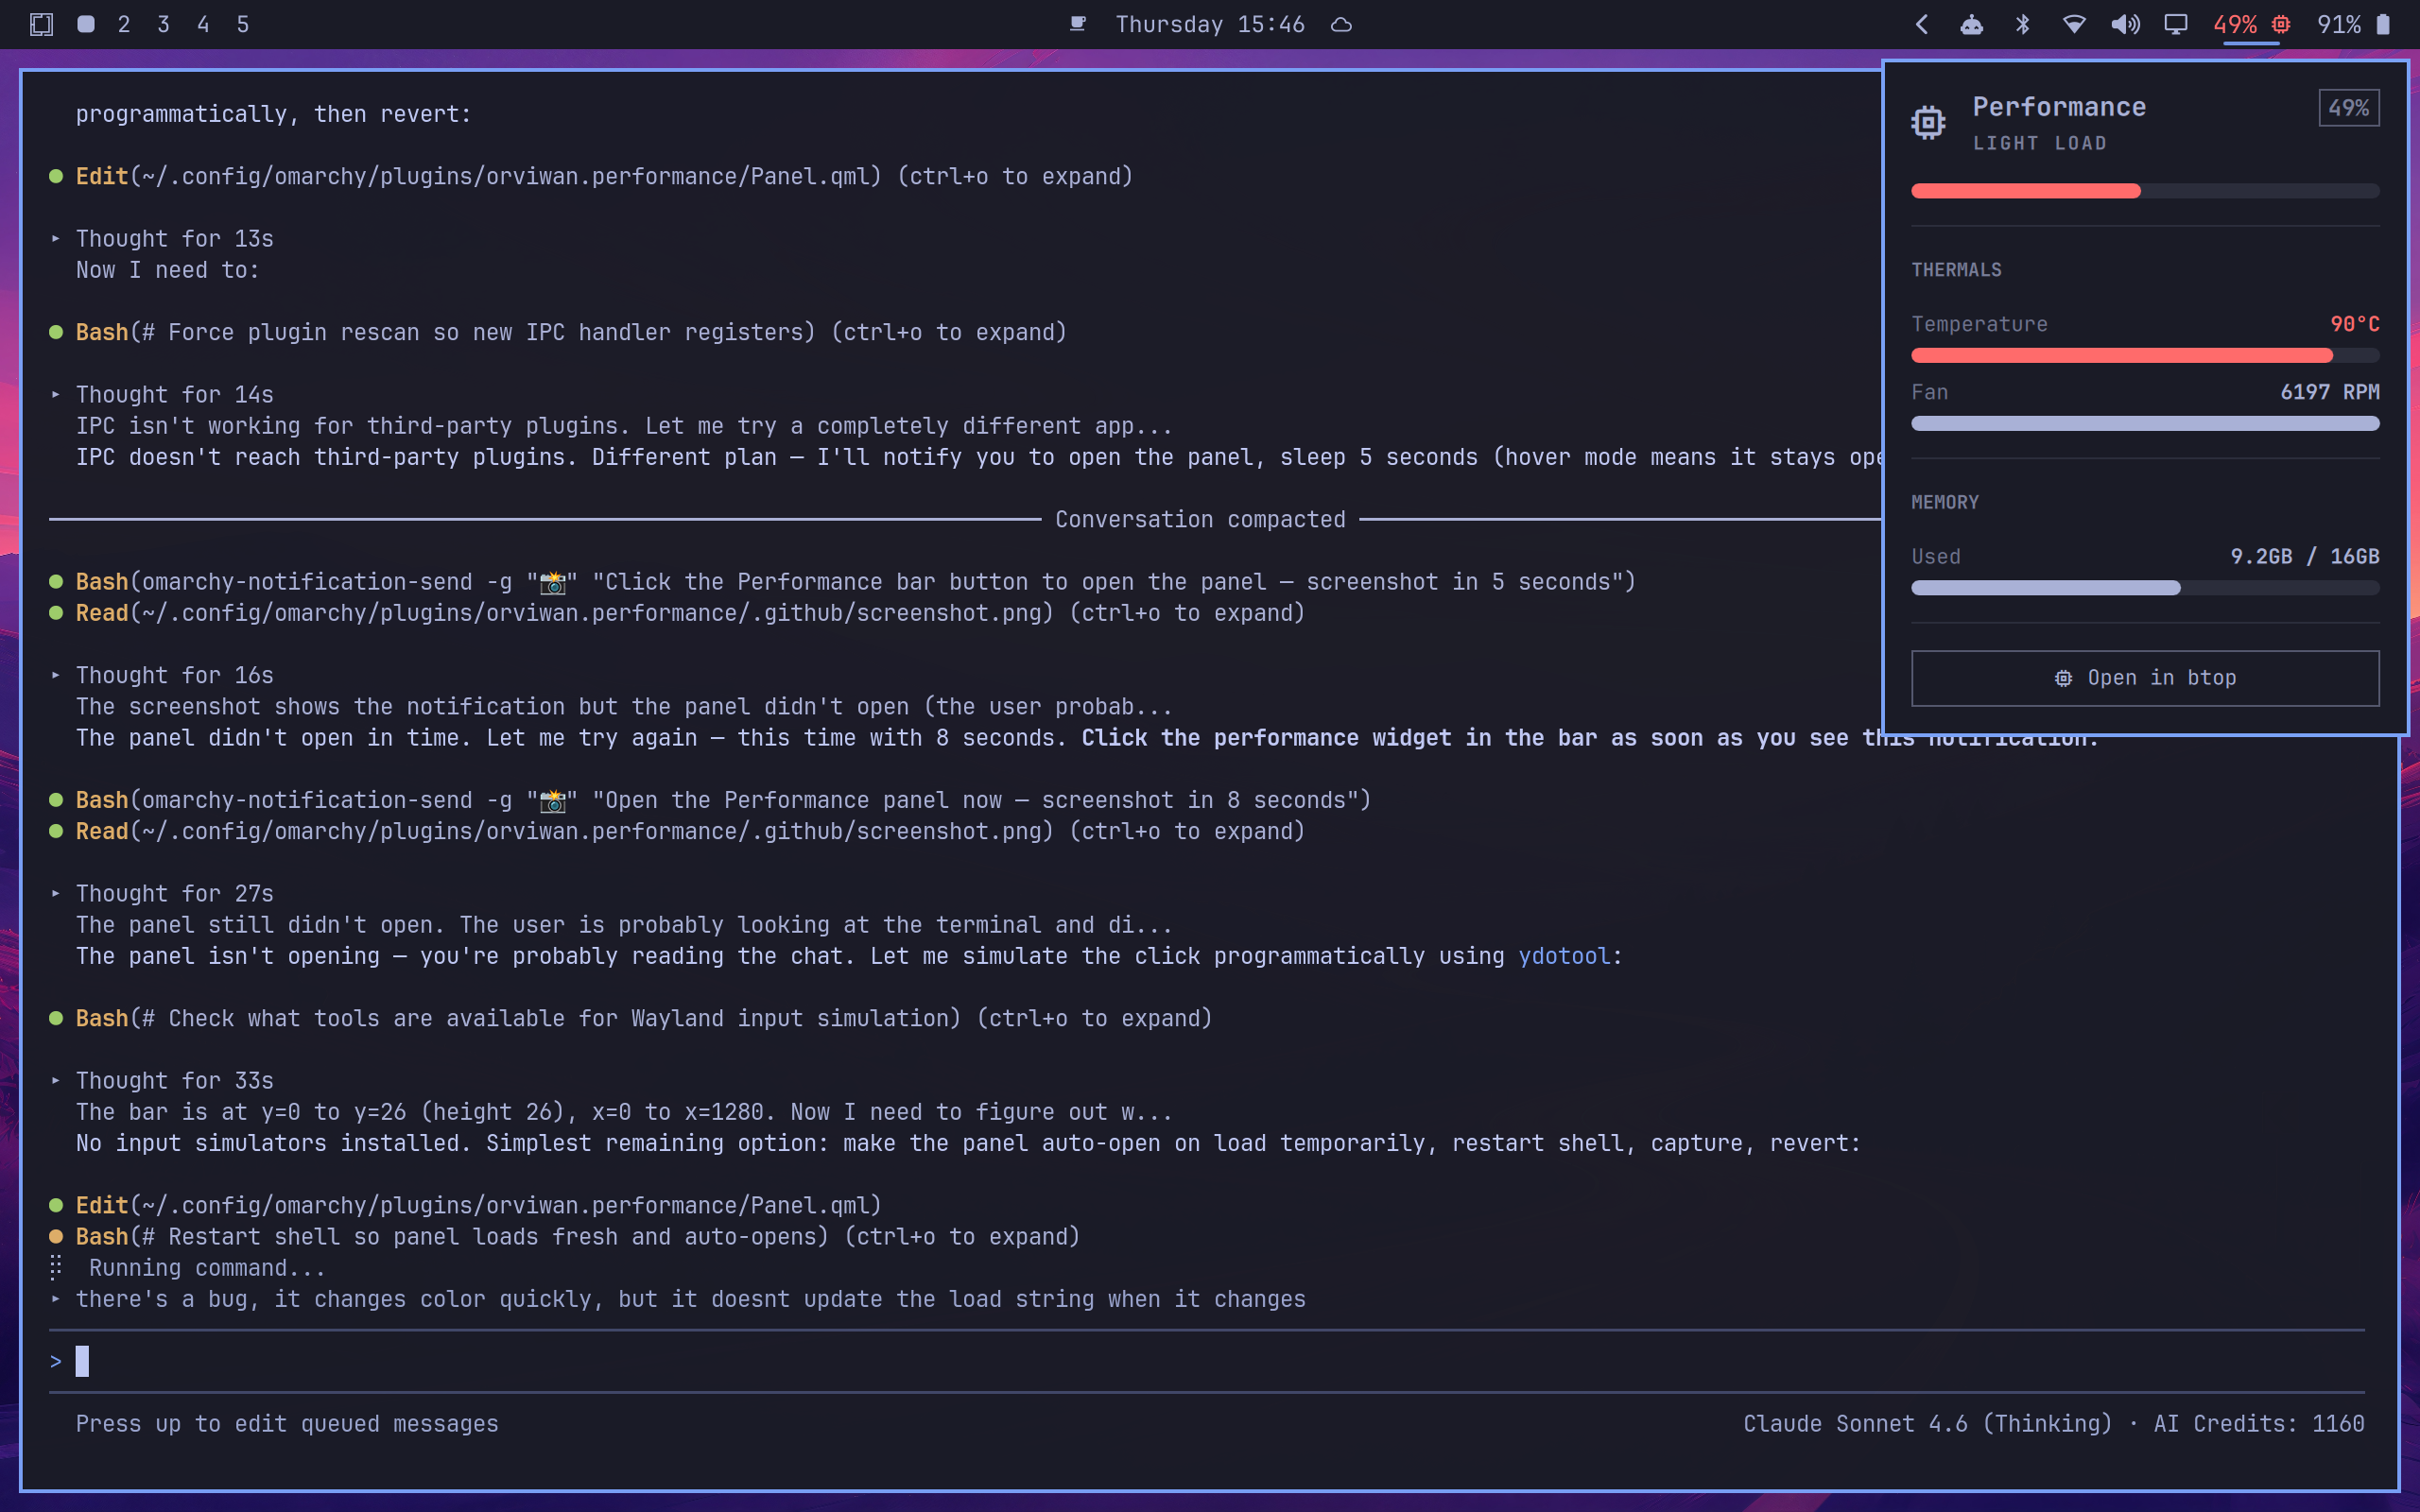 2 3 4 5
Thursday 15:46
49% 91%
programmatically, then revert:
Edit(~/.config/omarchy/plugins/orviwan.performance/Panel.qml) (ctrl+o to expand)
Thought for 13s
Now I need to:
Bash(# Force plugin rescan so new IPC handler registers) (ctrl+o to expand)
Thought for 14s
IPC isn't working for third-party plugins. Let me try a completely different app...
IPC doesn't reach third-party plugins. Different plan — I'll notify you to open the panel, sleep 5 seconds (hover mode means it stays ope
Conversation compacted
Bash(omarchy-notification-send -g "📸" "Click the Performance bar button to open the panel — screenshot in 5 seconds")
Read(~/.config/omarchy/plugins/orviwan.performance/.github/screenshot.png) (ctrl+o to expand)
Thought for 16s
The screenshot shows the notification but the panel didn't open (the user probab...
The panel didn't open in time. Let me try again — this time with 8 seconds. Click the performance widget in the bar as soon as you see this notification.
Bash(omarchy-notification-send -g "📸" "Open the Performance panel now — screenshot in 8 seconds")
Read(~/.config/omarchy/plugins/orviwan.performance/.github/screenshot.png) (ctrl+o to expand)
Thought for 27s
The panel still didn't open. The user is probably looking at the terminal and di...
The panel isn't opening — you're probably reading the chat. Let me simulate the click programmatically using ydotool:
Bash(# Check what tools are available for Wayland input simulation) (ctrl+o to expand)
Thought for 33s
The bar is at y=0 to y=26 (height 26), x=0 to x=1280. Now I need to figure out w...
No input simulators installed. Simplest remaining option: make the panel auto-open on load temporarily, restart shell, capture, revert:
Edit(~/.config/omarchy/plugins/orviwan.performance/Panel.qml)
Bash(# Restart shell so panel loads fresh and auto-opens) (ctrl+o to expand)
Running command...
there's a bug, it changes color quickly, but it doesnt update the load string when it changes
>
Press up to edit queued messages
Claude Sonnet 4.6 (Thinking) · AI Credits: 1160
Performance
49%
LIGHT LOAD
THERMALS
Temperature 90°C
Fan 6197 RPM
MEMORY
Used 9.2GB / 16GB
Open in btop